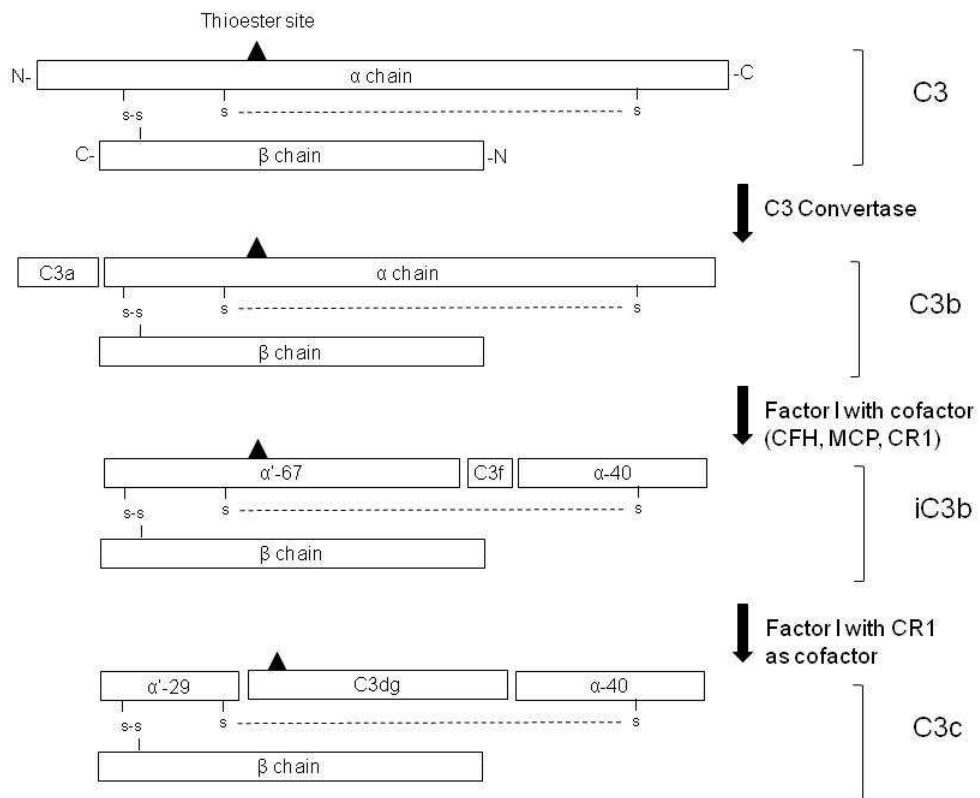 Thioester site
N-
α chain
-C
C3
s-s
s
s
C-
β chain
-N
C3 Convertase
C3a
α chain
C3b
s-s
s
s
β chain
Factor I with cofactor
(CFH, MCP, CR1)
α'-67
C3f
α-40
iC3b
s-s
s
s
β chain
Factor I with CR1
as cofactor
α'-29
C3dg
α-40
C3c
s-s
s
s
β chain